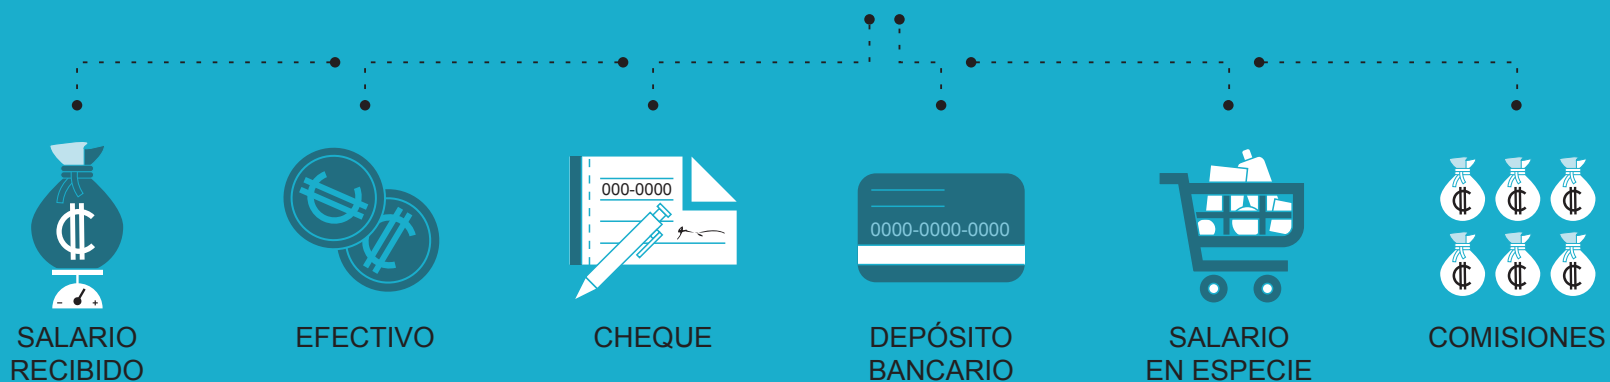 000-0000
0000-0000-0000
SALARIO
RECIBIDO
EFECTIVO
CHEQUE
DEPÓSITO
BANCARIO
SALARIO
EN ESPECIE
COMISIONES